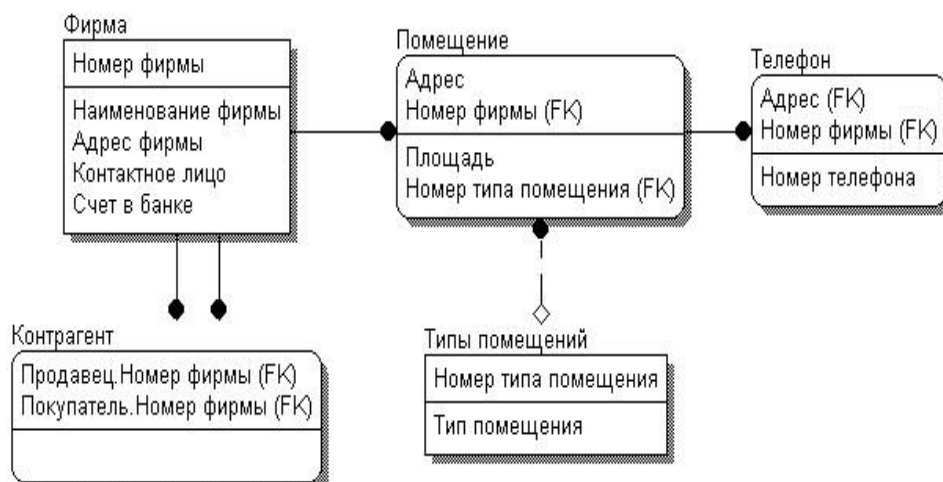 Фирма
Номер фирмы
Наименование фирмы
Адрес фирмы
Контактное лицо
Счет в банке
Помещение
Адрес
Номер фирмы (FK)
Площадь
Номер типа помещения (FK)
Телефон
Адрес (FK)
Номер фирмы (FK)
Номер телефона
Контрагент
Продавец.Номер фирмы (FK)
Покупатель.Номер фирмы (FK)
Типы помещений
Номер типа помещения
Тип помещения